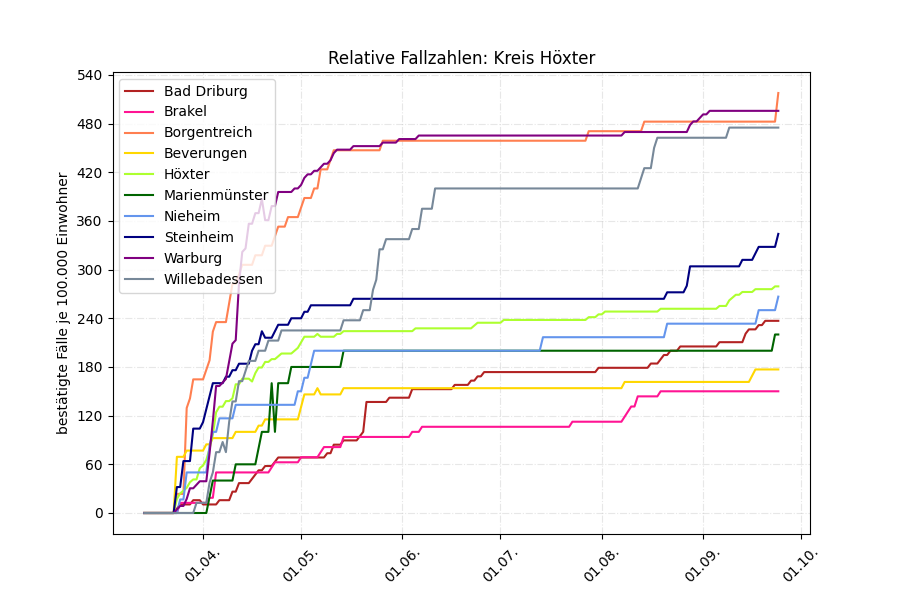 Relative Fallzahlen: Kreis Höxter
bestätigte Fälle je 100.000 Einwohner
540
480
420
360
300
240
180
120
60
0
Bad Driburg
Brakel
Borgentreich
Beverungen
Höxter
Marienmünster
Nieheim
Steinheim
Warburg
Willebadessen
01.04.
01.05.
01.06.
01.07.
01.08.
01.09.
01.10.